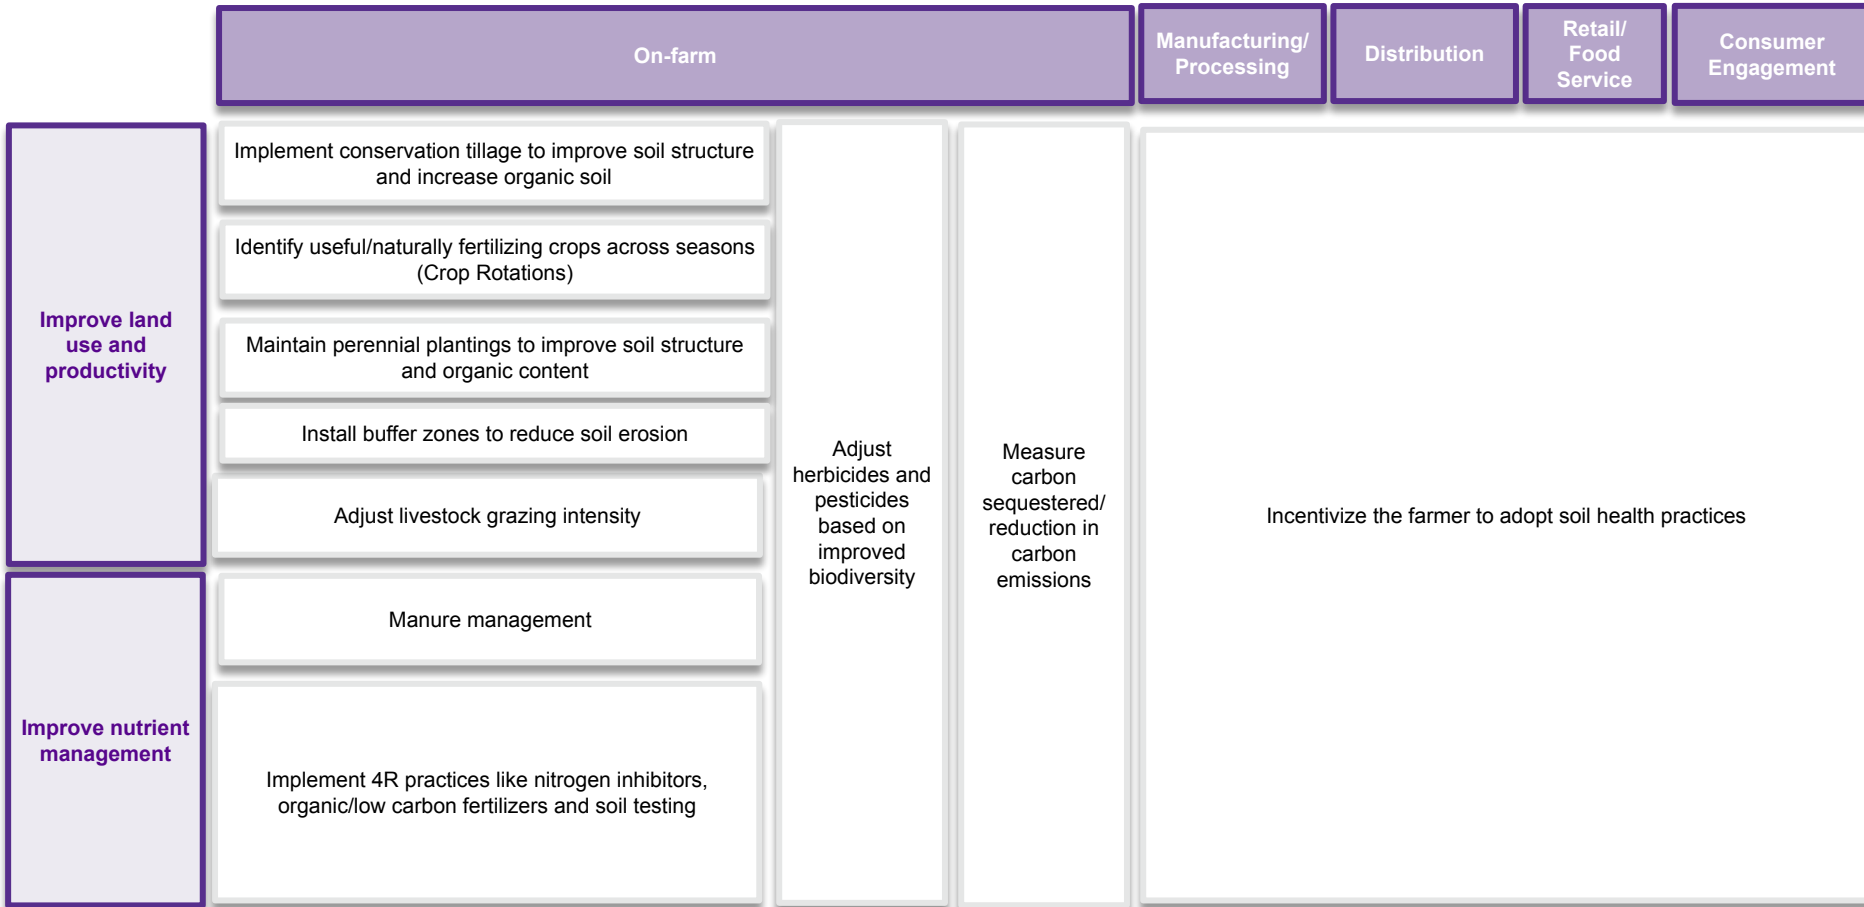 On-farm
Manufacturing/
Processing
Distribution
Retail/
Food
Service
Consumer
Engagement
Improve land
use and
productivity
Implement conservation tillage to improve soil structure
and increase organic soil
Identify useful/naturally fertilizing crops across seasons
(Crop Rotations)
Maintain perennial plantings to improve soil structure
and organic content
Install buffer zones to reduce soil erosion
Adjust livestock grazing intensity
Improve nutrient
management
Manure management
Implement 4R practices like nitrogen inhibitors,
organic/low carbon fertilizers and soil testing
Adjust
herbicides and
pesticides
based on
improved
biodiversity
Measure
carbon
sequestered/
reduction in
carbon
emissions
Incentivize the farmer to adopt soil health practices